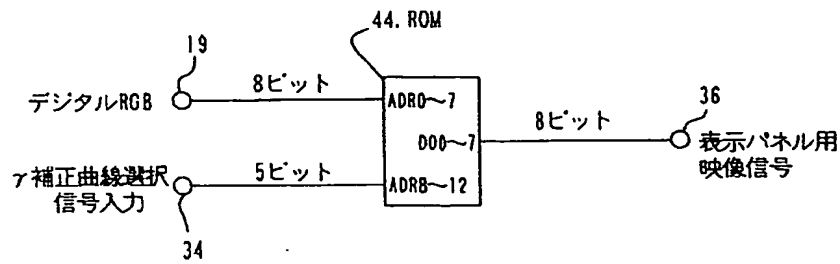 44. ROM
19
デジタルRGB
8ビット
ADR0〜7
DO0〜7
8ビット
36
表示パネル用
映像信号
γ補正曲線選択
信号入力
5ビット
ADR8〜12
34